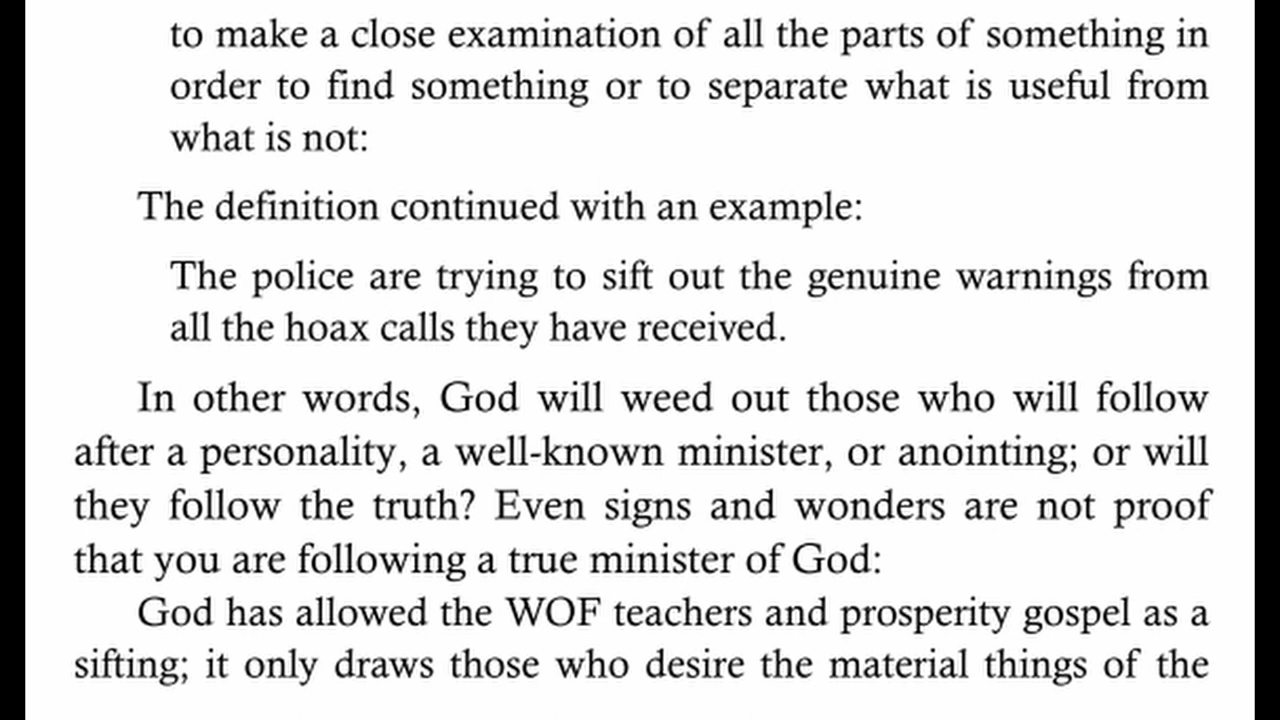 to make a close examination of all the parts of something in
order to find something or to separate what is useful from
what is not:
The definition continued with an example:
The police are trying to sift out the genuine warnings from
all the hoax calls they have received.
In other words, God will weed out those who will follow
after a personality, a well-known minister, or anointing; or will
they follow the truth? Even signs and wonders are not proof
that you are following a true minister of God:
God has allowed the WOF teachers and prosperity gospel as a
sifting; it only draws those who desire the material things of the